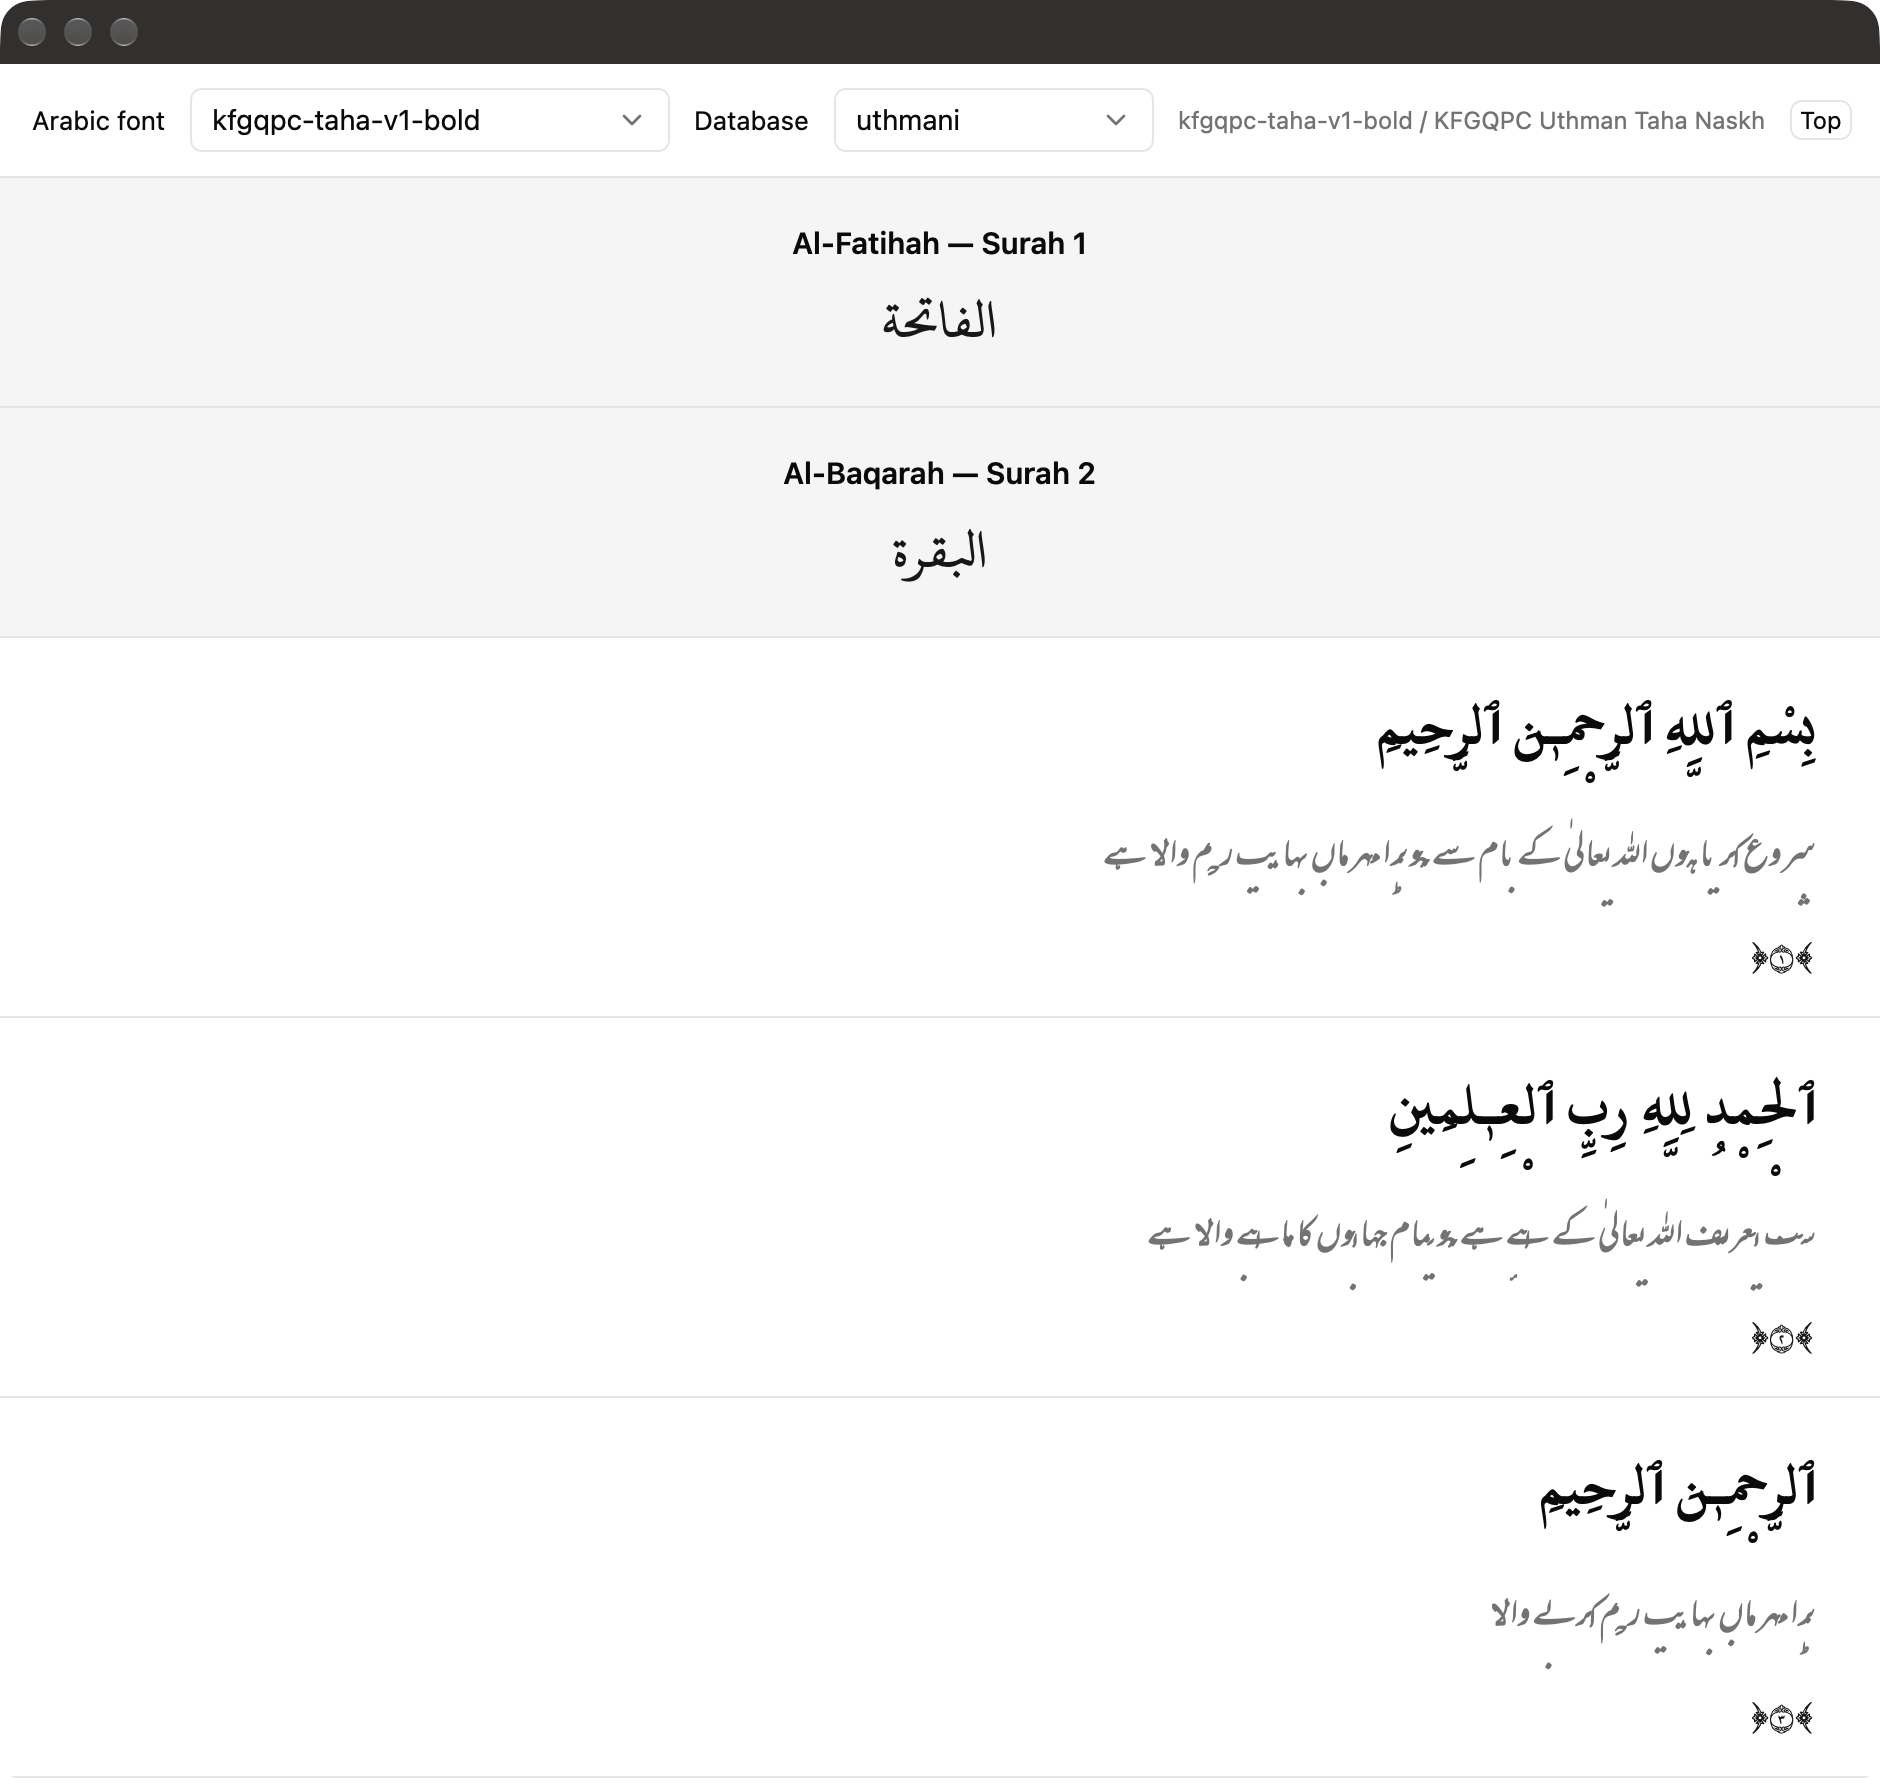 Arabic font kfgqpc-taha-v1-bold Database uthmani kfgqpc-taha-v1-bold / KFGQPC Uthman Taha Naskh Top
Al-Fatihah — Surah 1
الفاتحة
Al-Baqarah — Surah 2
البقرة
بِسْمِ ٱللَّهِ ٱلرَّحْمَـٰنِ ٱلرَّحِيمِ
شروع کرتا ہوں اللہ تعالیٰ کے نام سے جو بڑا مہربان نہایت رحم والا ہے
﴿١﴾
ٱلْحَمْدُ لِلَّهِ رَبِّ ٱلْعَـٰلَمِينَ
سب تعریف اللہ تعالیٰ کے لئے ہے جو تمام جہانوں کا پالنے والا ہے
﴿٢﴾
ٱلرَّحْمَـٰنِ ٱلرَّحِيمِ
بڑا مہربان نہایت رحم کرنے والا
﴿٣﴾